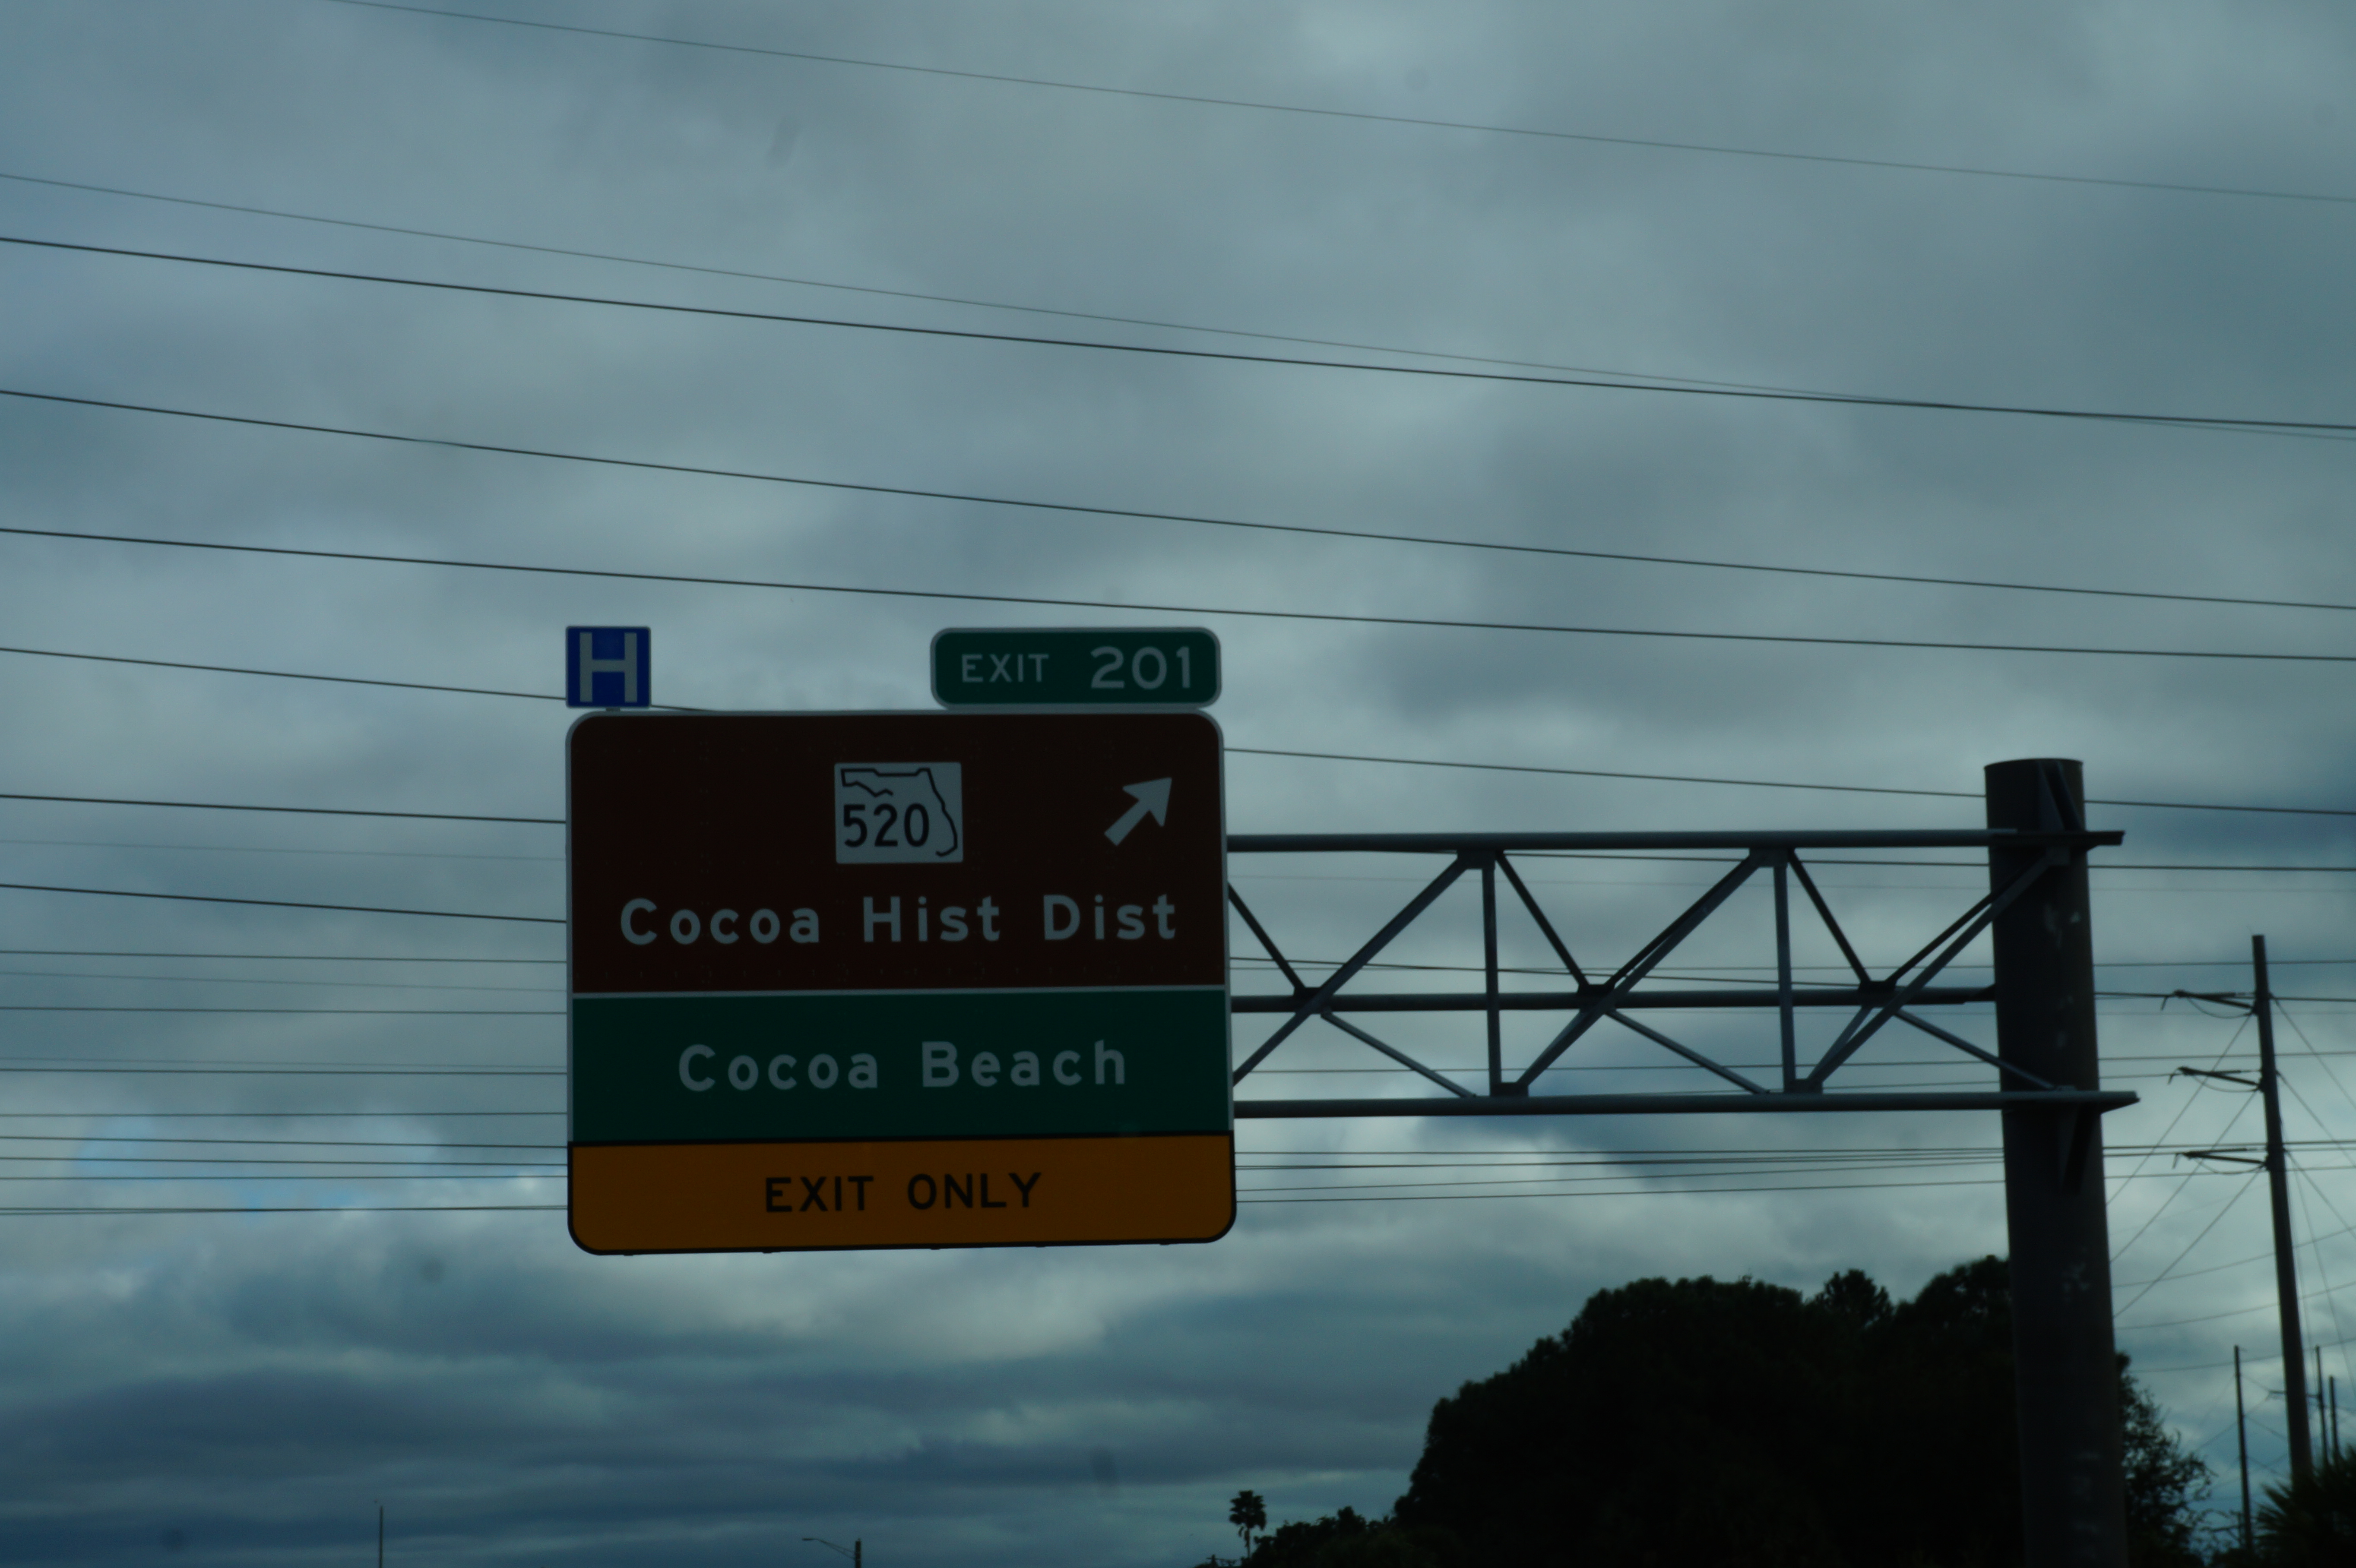 H
EXIT 201
520
Cocoa Hist Dist
Cocoa Beach
EXIT ONLY